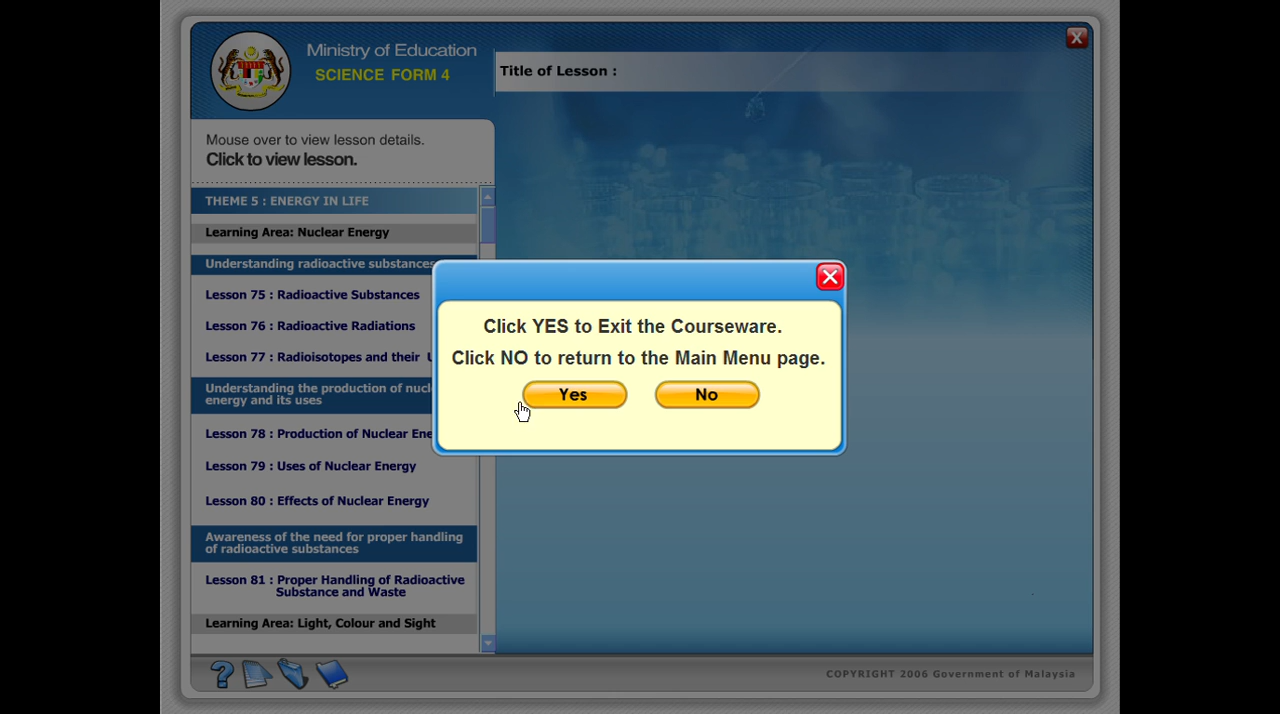 Ministry of Education
SCIENCE FORM 4
X
Title of Lesson :
Mouse over to view lesson details.
Click to view lesson.
THEME 5 : ENERGY IN LIFE
Learning Area: Nuclear Energy
Understanding radioactive substances
Lesson 75 : Radioactive Substances
Lesson 76 : Radioactive Radiations
Lesson 77 : Radioisotopes and their
Understanding the production of
energy and its uses
Lesson 78 : Production of Nuclear
Lesson 79 : Uses of Nuclear Energy
Lesson 80 : Effects of Nuclear Energy
Awareness of the need for proper handling
of radioactive substances
Lesson 81 : Proper Handling of Radioactive
Substance and Waste
Learning Area: Light, Colour and Sight
Click YES to Exit the Courseware.
Click NO to return to the Main Menu page.
Yes No
COPYRIGHT 2006 Government of Malaysia